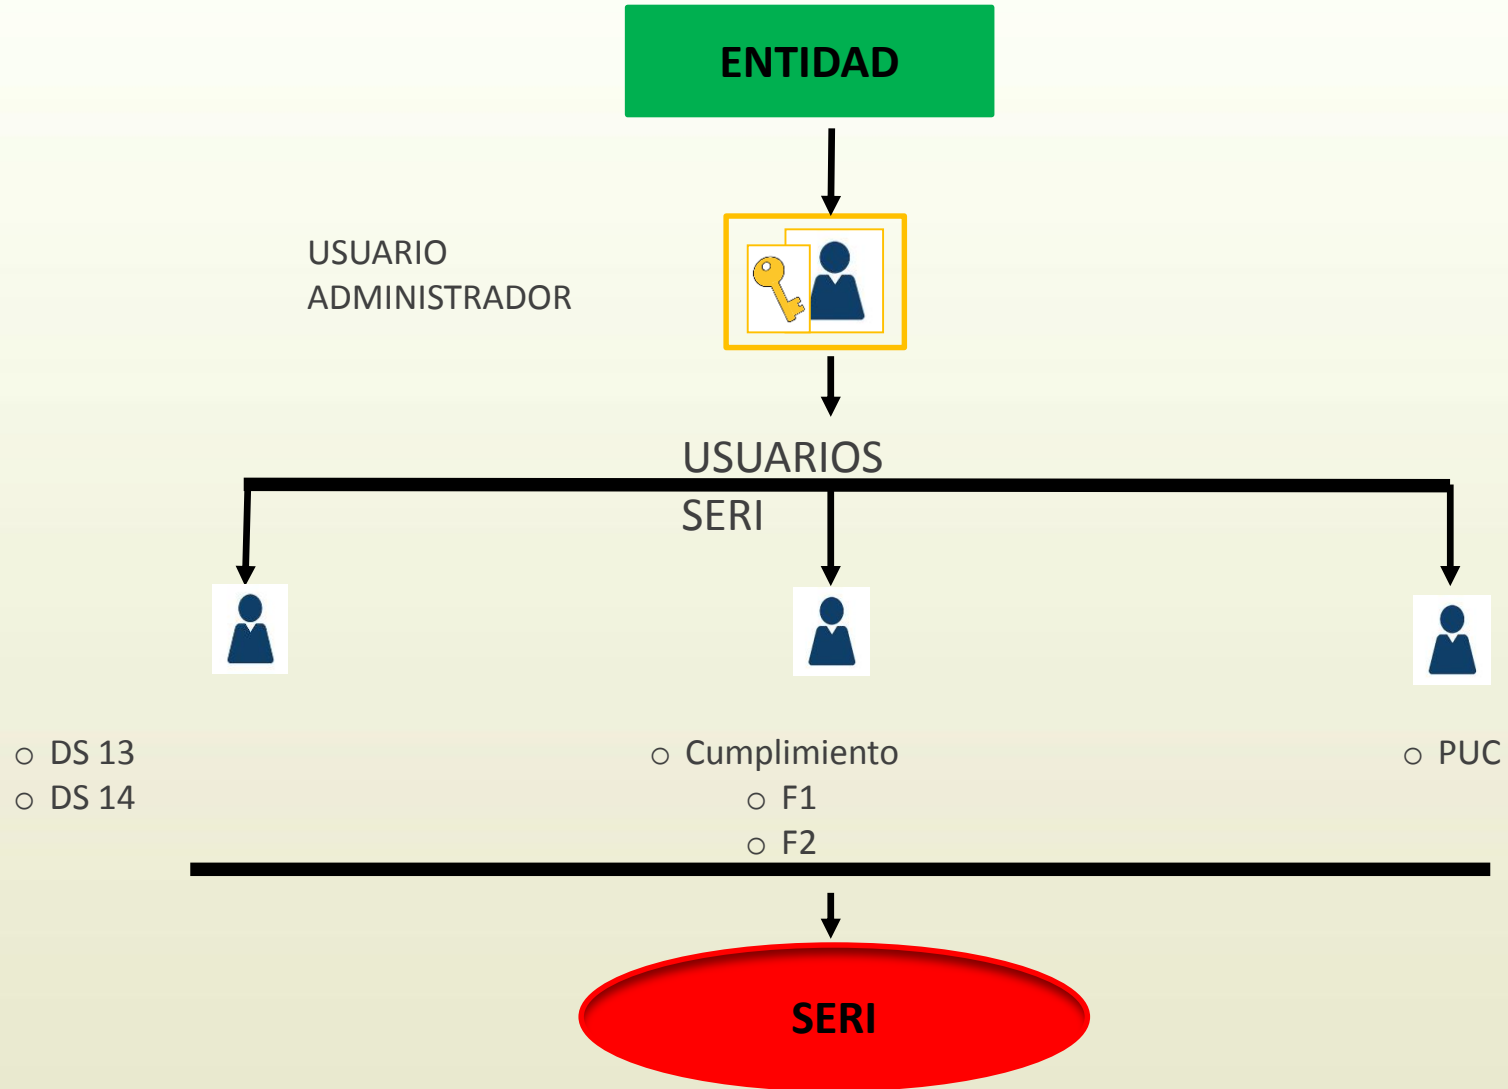 ENTIDAD
USUARIO
ADMINISTRADOR
USUARIOS
SERI
○ DS 13
○ DS 14
○ Cumplimiento
○ F1
○ F2
○ PUC
SERI